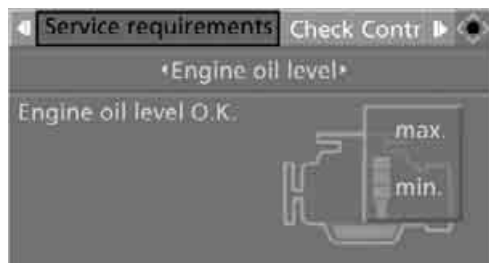 Service requirements Check Contr
Engine oil level
Engine oil level O.K.
max.
min.